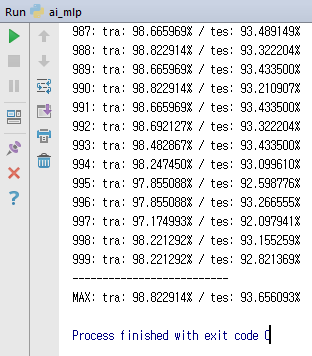 Run ai_mlp
987: tra: 98.665969% / tes: 93.489149%
988: tra: 98.822914% / tes: 93.322204%
989: tra: 98.665969% / tes: 93.433500%
990: tra: 98.822914% / tes: 93.210907%
991: tra: 98.665969% / tes: 93.433500%
992: tra: 98.692127% / tes: 93.322204%
993: tra: 98.482867% / tes: 93.433500%
994: tra: 98.247450% / tes: 93.099610%
995: tra: 97.855088% / tes: 92.598776%
996: tra: 97.855088% / tes: 93.266555%
997: tra: 97.174993% / tes: 92.097941%
998: tra: 98.221292% / tes: 93.155259%
999: tra: 98.221292% / tes: 92.821369%
--------------------------
MAX: tra: 98.822914% / tes: 93.656093%
Process finished with exit code 0